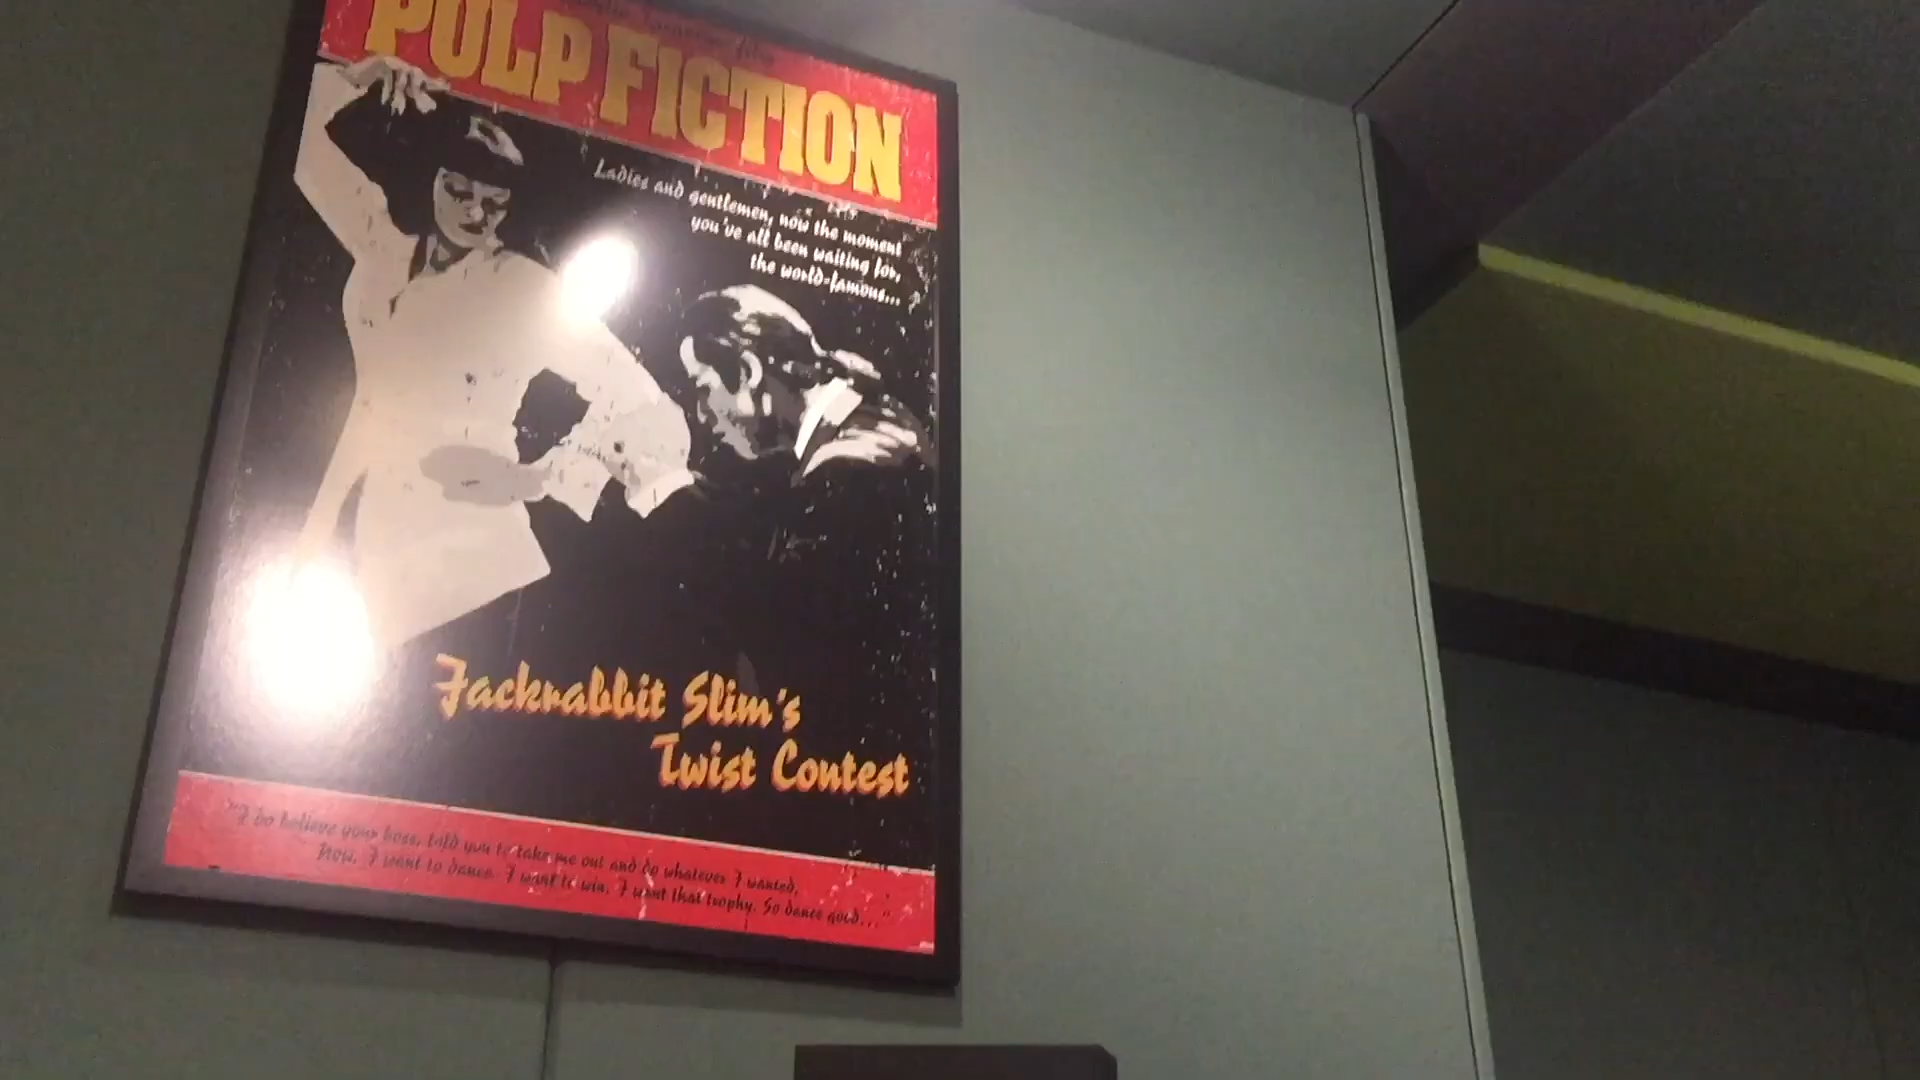 PULP FICTION
Ladies and gentlemen, now the moment
you've all been waiting for,
the world-famous...
Jackrabbit Slim's
Twist Contest
"I do believe your boss, told you to take me out and do whatever I wanted.
Now, I want to dance. I want to win. I want that trophy. So dance good..."